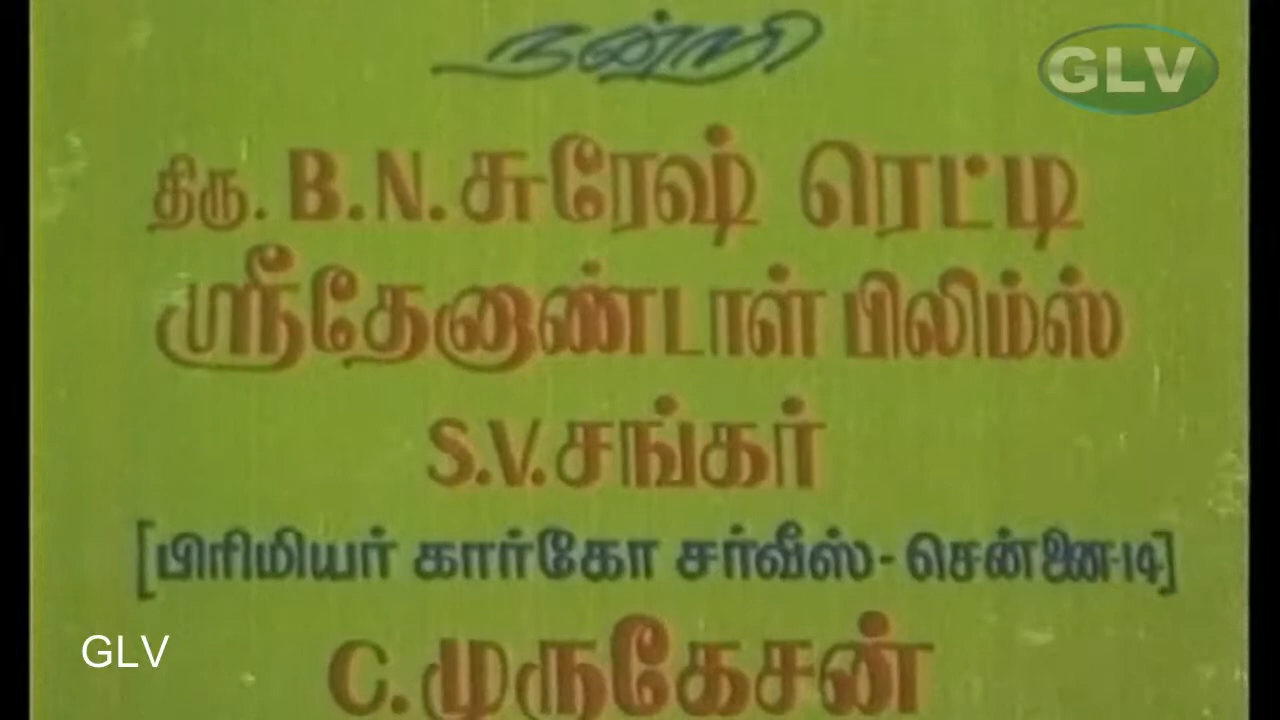 நன்றி
GLV
திரு. B.N.சுரேஷ் ரெட்டி
ஸ்ரீதேனாண்டாள் பிலிம்ஸ்
S.V.சங்கர்
[பிரிமியர் கார்கோ சர்வீஸ் - சென்னை-14]
GLV
C.முருகேசன்